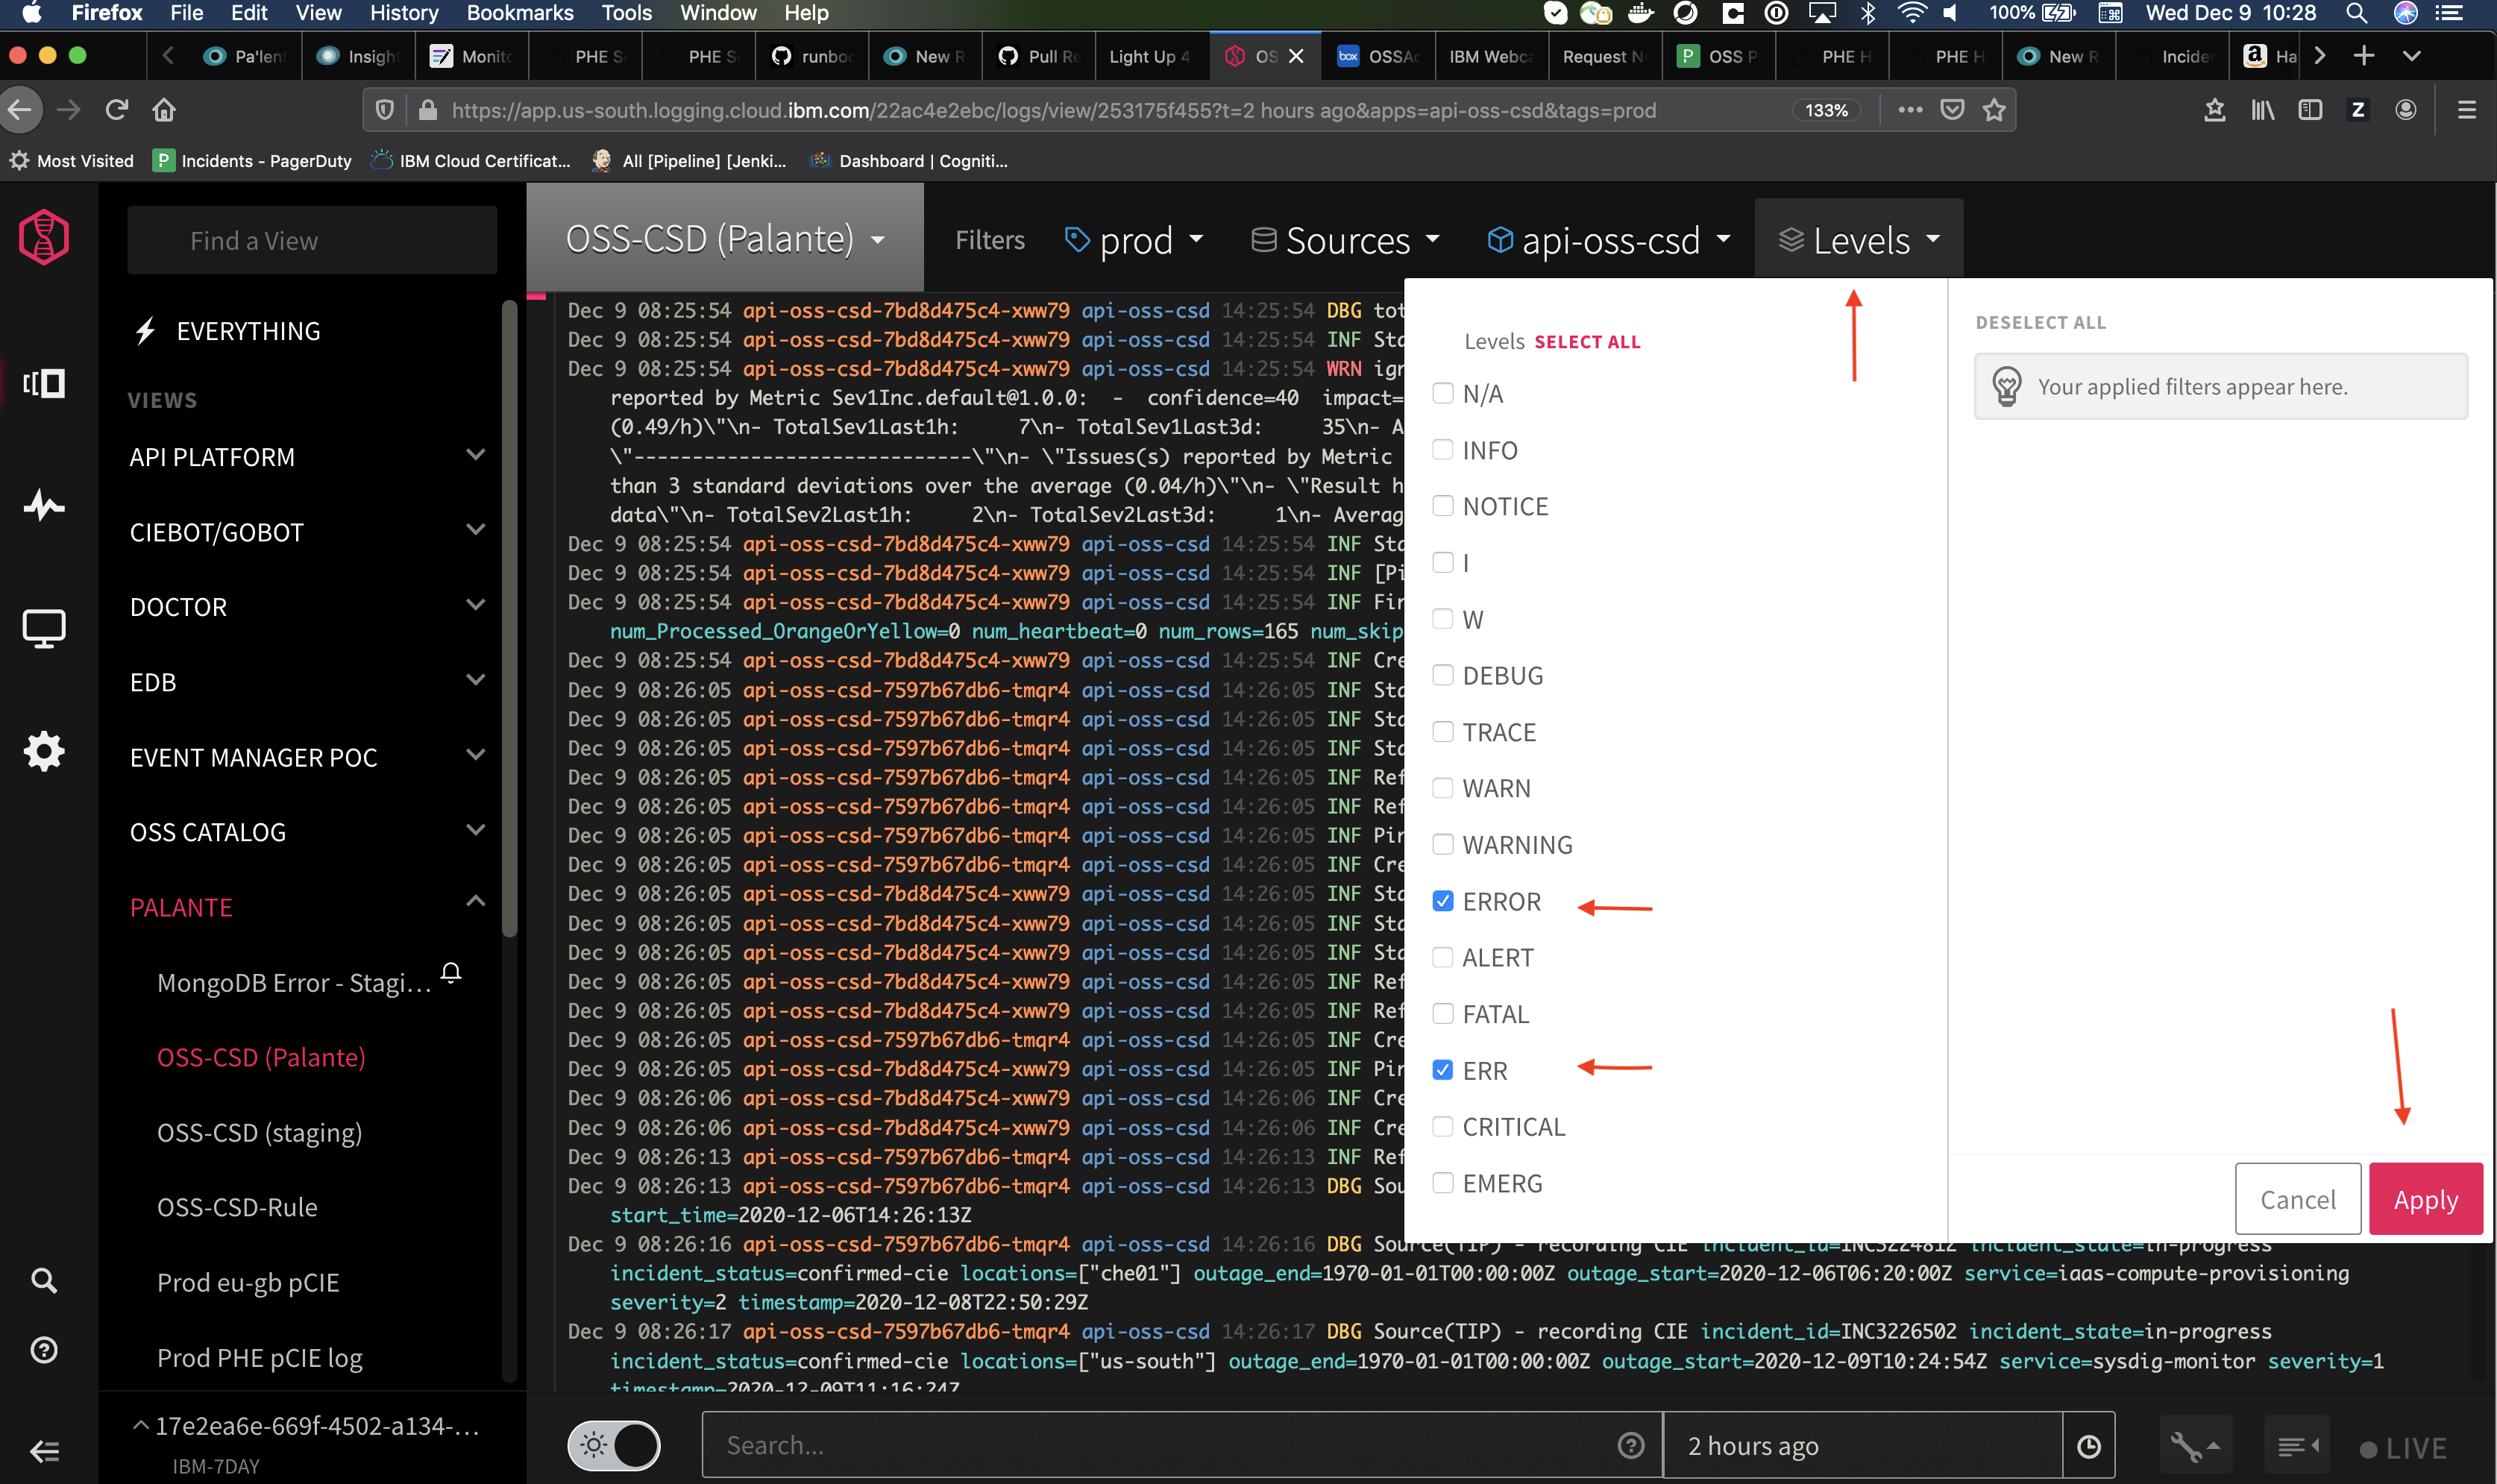 Firefox File Edit View History Bookmarks Tools Window Help 100% Wed Dec 9 10:28
Pa'len Insigh Monito PHE S PHE S runboo New R Pull Re Light Up 4 OS box OSSAc IBM Webca Request N P OSS P PHE H PHE H New R Incide a Ha
https://app.us-south.logging.cloud.ibm.com/22ac4e2ebc/logs/view/253175f455?t=2 hours ago&apps=api-oss-csd&tags=prod 133% Z
Most Visited P Incidents - PagerDuty IBM Cloud Certificat... All [Pipeline] [Jenki... Dashboard | Cogniti...
Find a View
EVERYTHING
VIEWS
API PLATFORM
CIEBOT/GOBOT
DOCTOR
EDB
EVENT MANAGER POC
OSS CATALOG
PALANTE
MongoDB Error - Stagi...
OSS-CSD (Palante)
OSS-CSD (staging)
OSS-CSD-Rule
Prod eu-gb pCIE
Prod PHE pCIE log
17e2ea6e-669f-4502-a134-...
IBM-7DAY
OSS-CSD (Palante) Filters prod Sources api-oss-csd Levels
Dec 9 08:25:54 api-oss-csd-7bd8d475c4-xww79 api-oss-csd 14:25:54 DBG tot
Dec 9 08:25:54 api-oss-csd-7bd8d475c4-xww79 api-oss-csd 14:25:54 INF Sta
Dec 9 08:25:54 api-oss-csd-7bd8d475c4-xww79 api-oss-csd 14:25:54 WRN igr
reported by Metric Sev1Inc.default@1.0.0: - confidence=40 impact=
(0.49/h)\"\n- TotalSev1Last1h: 7\n- TotalSev1Last3d: 35\n- A
\"-----------------------------\"\n- \"Issues(s) reported by Metric
than 3 standard deviations over the average (0.04/h)\"\n- \"Result h
data\"\n- TotalSev2Last1h: 2\n- TotalSev2Last3d: 1\n- Averag
Dec 9 08:25:54 api-oss-csd-7bd8d475c4-xww79 api-oss-csd 14:25:54 INF Sta
Dec 9 08:25:54 api-oss-csd-7bd8d475c4-xww79 api-oss-csd 14:25:54 INF [Pi
Dec 9 08:25:54 api-oss-csd-7bd8d475c4-xww79 api-oss-csd 14:25:54 INF Fir
num_Processed_OrangeOrYellow=0 num_heartbeat=0 num_rows=165 num_skip
Dec 9 08:25:54 api-oss-csd-7bd8d475c4-xww79 api-oss-csd 14:25:54 INF Cre
Dec 9 08:26:05 api-oss-csd-7597b67db6-tmqr4 api-oss-csd 14:26:05 INF Sta
Dec 9 08:26:05 api-oss-csd-7597b67db6-tmqr4 api-oss-csd 14:26:05 INF Sta
Dec 9 08:26:05 api-oss-csd-7597b67db6-tmqr4 api-oss-csd 14:26:05 INF Sta
Dec 9 08:26:05 api-oss-csd-7597b67db6-tmqr4 api-oss-csd 14:26:05 INF Ref
Dec 9 08:26:05 api-oss-csd-7597b67db6-tmqr4 api-oss-csd 14:26:05 INF Ref
Dec 9 08:26:05 api-oss-csd-7597b67db6-tmqr4 api-oss-csd 14:26:05 INF Pir
Dec 9 08:26:05 api-oss-csd-7597b67db6-tmqr4 api-oss-csd 14:26:05 INF Cre
Dec 9 08:26:05 api-oss-csd-7bd8d475c4-xww79 api-oss-csd 14:26:05 INF Sta
Dec 9 08:26:05 api-oss-csd-7bd8d475c4-xww79 api-oss-csd 14:26:05 INF Sta
Dec 9 08:26:05 api-oss-csd-7bd8d475c4-xww79 api-oss-csd 14:26:05 INF Sta
Dec 9 08:26:05 api-oss-csd-7bd8d475c4-xww79 api-oss-csd 14:26:05 INF Ref
Dec 9 08:26:05 api-oss-csd-7bd8d475c4-xww79 api-oss-csd 14:26:05 INF Ref
Dec 9 08:26:05 api-oss-csd-7597b67db6-tmqr4 api-oss-csd 14:26:05 INF Cre
Dec 9 08:26:05 api-oss-csd-7bd8d475c4-xww79 api-oss-csd 14:26:05 INF Pir
Dec 9 08:26:06 api-oss-csd-7bd8d475c4-xww79 api-oss-csd 14:26:06 INF Cre
Dec 9 08:26:06 api-oss-csd-7bd8d475c4-xww79 api-oss-csd 14:26:06 INF Cre
Dec 9 08:26:13 api-oss-csd-7597b67db6-tmqr4 api-oss-csd 14:26:13 INF Ref
Dec 9 08:26:13 api-oss-csd-7597b67db6-tmqr4 api-oss-csd 14:26:13 DBG Sou
start_time=2020-12-06T14:26:13Z
Dec 9 08:26:16 api-oss-csd-7597b67db6-tmqr4 api-oss-csd 14:26:16 DBG Source(TIP) - recording CIE incident_id=INC3224812 incident_state=in-progress
incident_status=confirmed-cie locations=["che01"] outage_end=1970-01-01T00:00:00Z outage_start=2020-12-06T06:20:00Z service=iaas-compute-provisioning
severity=2 timestamp=2020-12-08T22:50:29Z
Dec 9 08:26:17 api-oss-csd-7597b67db6-tmqr4 api-oss-csd 14:26:17 DBG Source(TIP) - recording CIE incident_id=INC3226502 incident_state=in-progress
incident_status=confirmed-cie locations=["us-south"] outage_end=1970-01-01T00:00:00Z outage_start=2020-12-09T10:24:54Z service=sysdig-monitor severity=1
timestamp=2020-12-09T11:16:24Z
Levels SELECT ALL
N/A
INFO
NOTICE
I
W
DEBUG
TRACE
WARN
WARNING
ERROR
ALERT
FATAL
ERR
CRITICAL
EMERG
DESELECT ALL
Your applied filters appear here.
Cancel Apply
Search... 2 hours ago LIVE